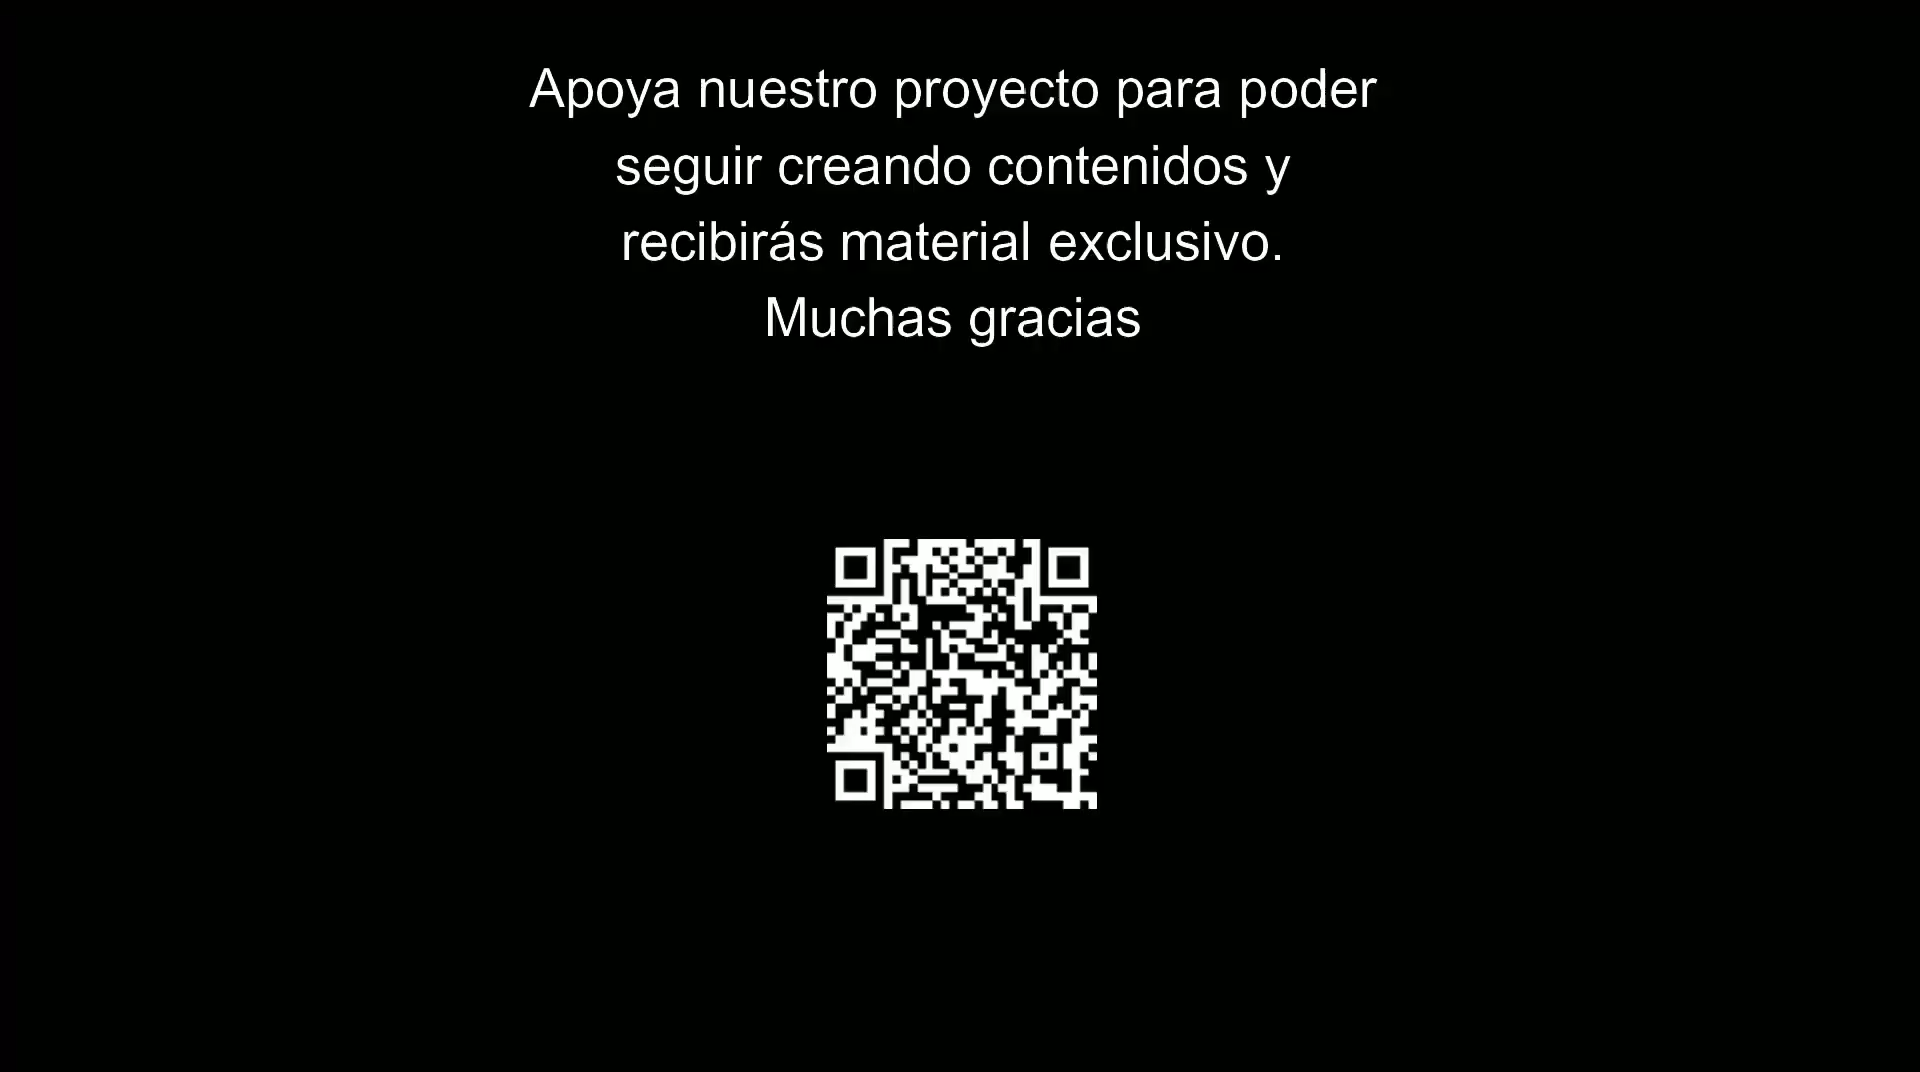 Apoya nuestro proyecto para poder
seguir creando contenidos y
recibirás material exclusivo.
Muchas gracias